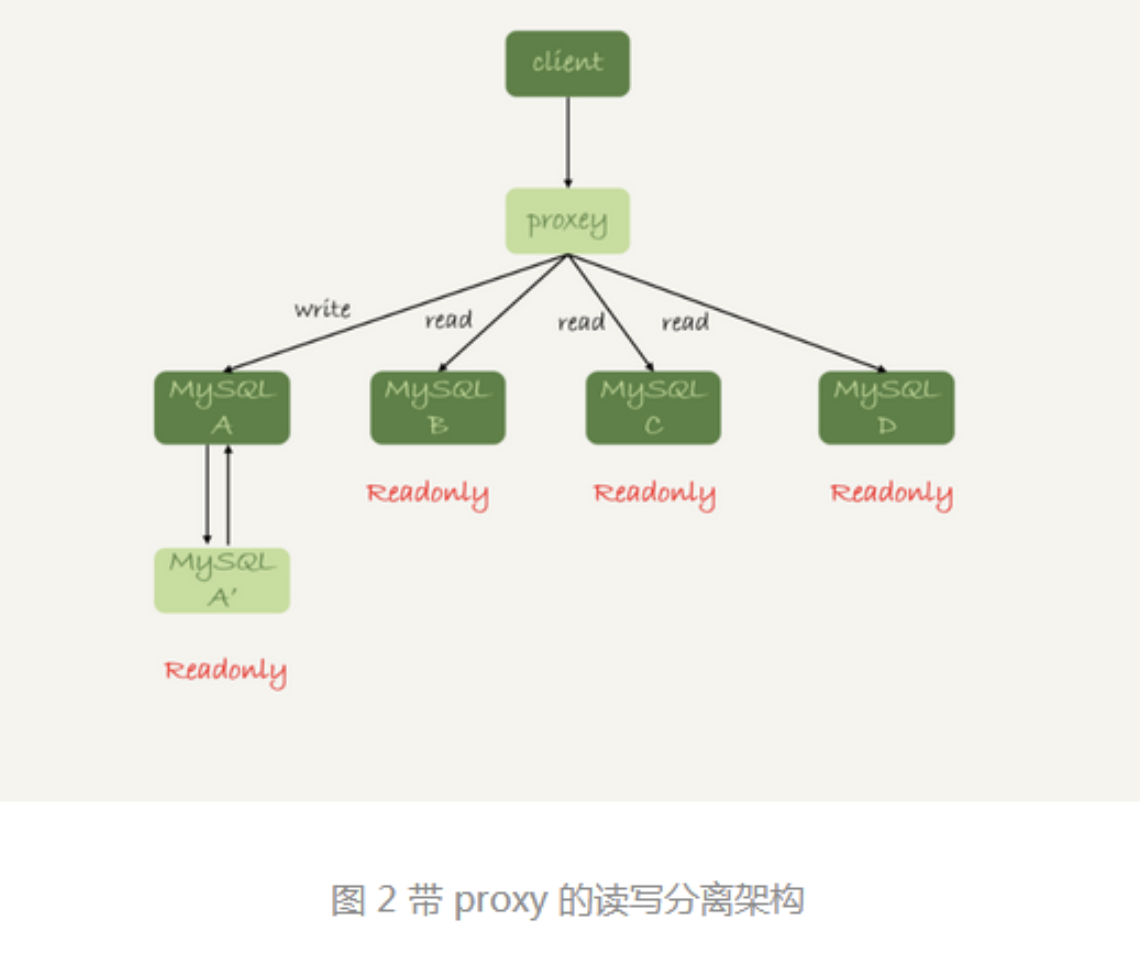 client
proxey
write
read
read
read
MySQL
A
MySQL
B
MySQL
C
MySQL
D
Readonly
Readonly
Readonly
MySQL
A'
Readonly
图 2 带 proxy 的读写分离架构